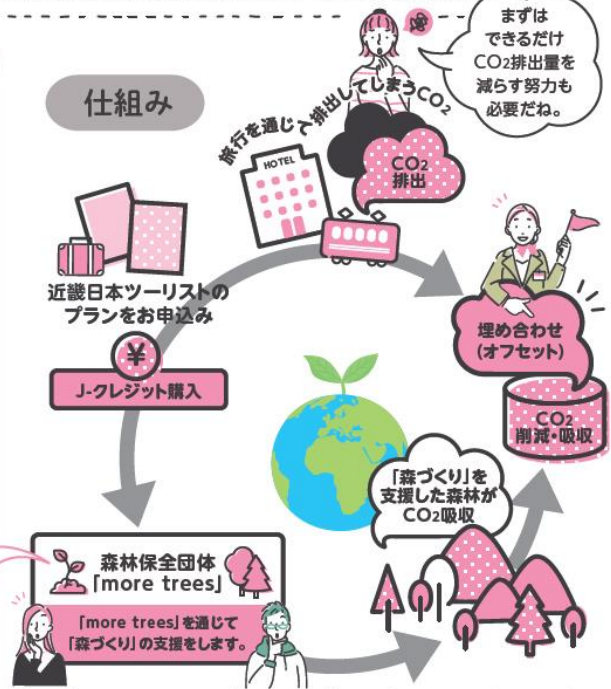 まずは
できるだけ
CO2排出量を
減らす努力も
必要だね。
仕組み
旅行を通じて排出してしまうCO2
HOTEL
CO2
排出
近畿日本ツーリストの
プランをお申込み
¥
J-クレジット購入
埋め合わせ
(オフセット)
CO2
削減・吸収
「森づくり」を
支援した森林が
CO2吸収
森林保全団体
「more trees」
「more trees」を通じて
「森づくり」の支援をします。